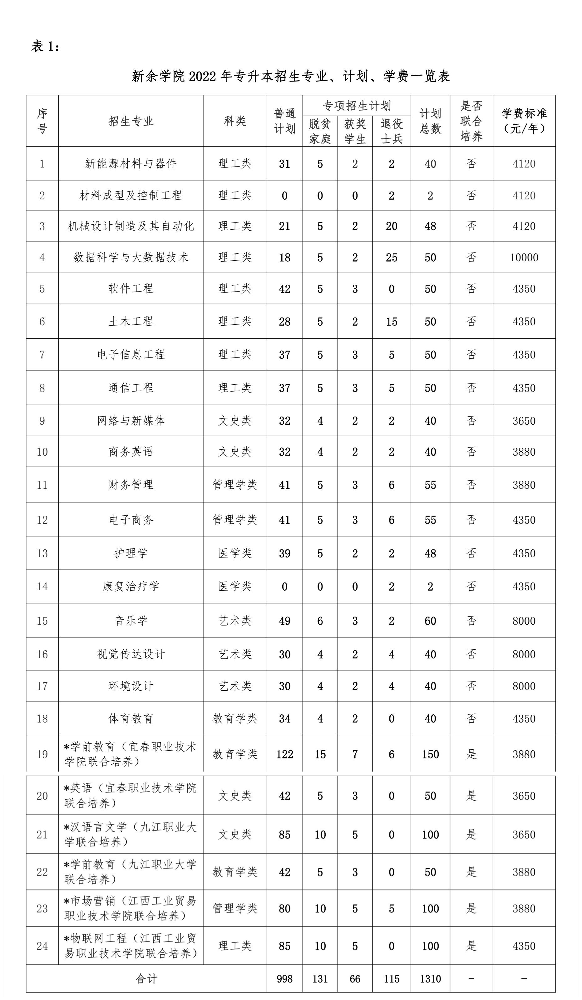 表 1：
新余学院 2022 年专升本招生专业、计划、学费一览表
序号 招生专业 科类 普通计划 专项招生计划 计划总数 是否联合培养 学费标准（元/年）
脱贫家庭 获奖学生 退役士兵
1 新能源材料与器件 理工类 31 5 2 2 40 否 4120
2 材料成型及控制工程 理工类 0 0 0 2 2 否 4120
3 机械设计制造及其自动化 理工类 21 5 2 20 48 否 4120
4 数据科学与大数据技术 理工类 18 5 2 25 50 否 10000
5 软件工程 理工类 42 5 3 0 50 否 4350
6 土木工程 理工类 28 5 2 15 50 否 4350
7 电子信息工程 理工类 37 5 3 5 50 否 4350
8 通信工程 理工类 37 5 3 5 50 否 4350
9 网络与新媒体 文史类 32 4 2 2 40 否 3650
10 商务英语 文史类 32 4 2 2 40 否 3880
11 财务管理 管理学类 41 5 3 6 55 否 3880
12 电子商务 管理学类 41 5 3 6 55 否 4350
13 护理学 医学类 39 5 2 2 48 否 4350
14 康复治疗学 医学类 0 0 0 2 2 否 4350
15 音乐学 艺术类 49 6 3 2 60 否 8000
16 视觉传达设计 艺术类 30 4 2 4 40 否 8000
17 环境设计 艺术类 30 4 2 4 40 否 8000
18 体育教育 教育学类 34 4 2 0 40 否 4350
19 *学前教育（宜春职业技术学院联合培养） 教育学类 122 15 7 6 150 是 3880
20 *英语（宜春职业技术学院联合培养） 文史类 42 5 3 0 50 是 3650
21 *汉语言文学（九江职业大学联合培养） 文史类 85 10 5 0 100 是 3650
22 *学前教育（九江职业大学联合培养） 教育学类 42 5 3 0 50 是 3880
23 *市场营销（江西工业贸易职业技术学院联合培养） 管理学类 80 10 5 5 100 是 3880
24 *物联网工程（江西工业贸易职业技术学院联合培养） 理工类 85 10 5 0 100 是 4350
合计 998 131 66 115 1310 － －